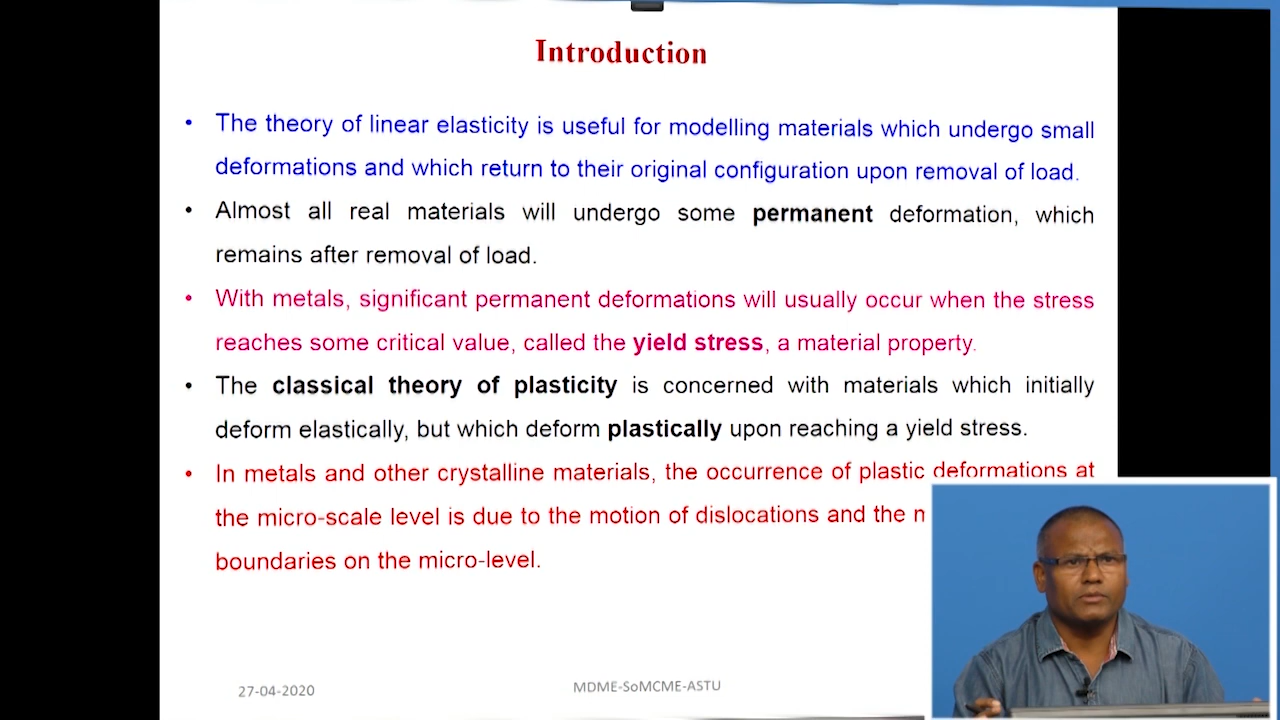 Introduction
• The theory of linear elasticity is useful for modelling materials which undergo small
deformations and which return to their original configuration upon removal of load.
• Almost all real materials will undergo some permanent deformation, which
remains after removal of load.
• With metals, significant permanent deformations will usually occur when the stress
reaches some critical value, called the yield stress, a material property.
• The classical theory of plasticity is concerned with materials which initially
deform elastically, but which deform plastically upon reaching a yield stress.
• In metals and other crystalline materials, the occurrence of plastic deformations at
the micro-scale level is due to the motion of dislocations and the
boundaries on the micro-level.
27-04-2020
MDME-SoMCME-ASTU